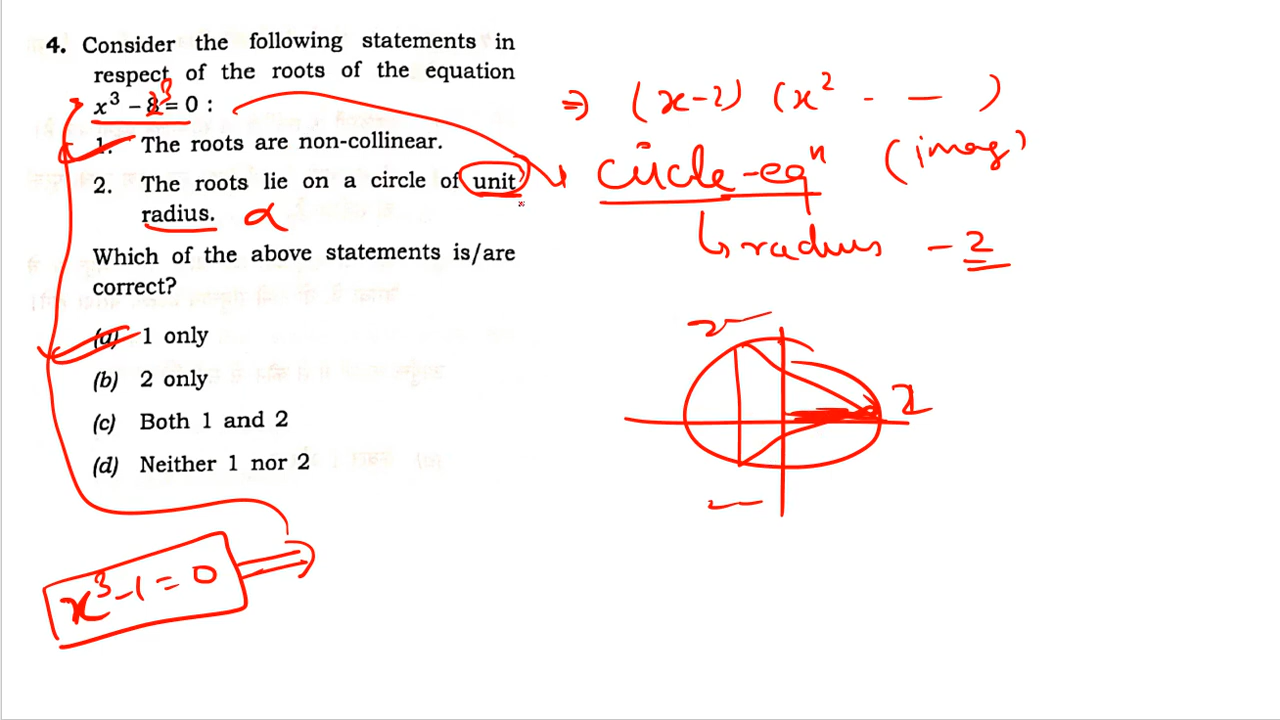 4. Consider the following statements in
respect of the roots of the equation
x³ – 8 = 0 :
2³
1. The roots are non-collinear.
2. The roots lie on a circle of unit
radius.
Which of the above statements is/are
correct?
(a) 1 only
(b) 2 only
(c) Both 1 and 2
(d) Neither 1 nor 2
x³-1=0
⇒ (x-2) (x² - — )
circle-eqⁿ (imag)
radius - 2
2